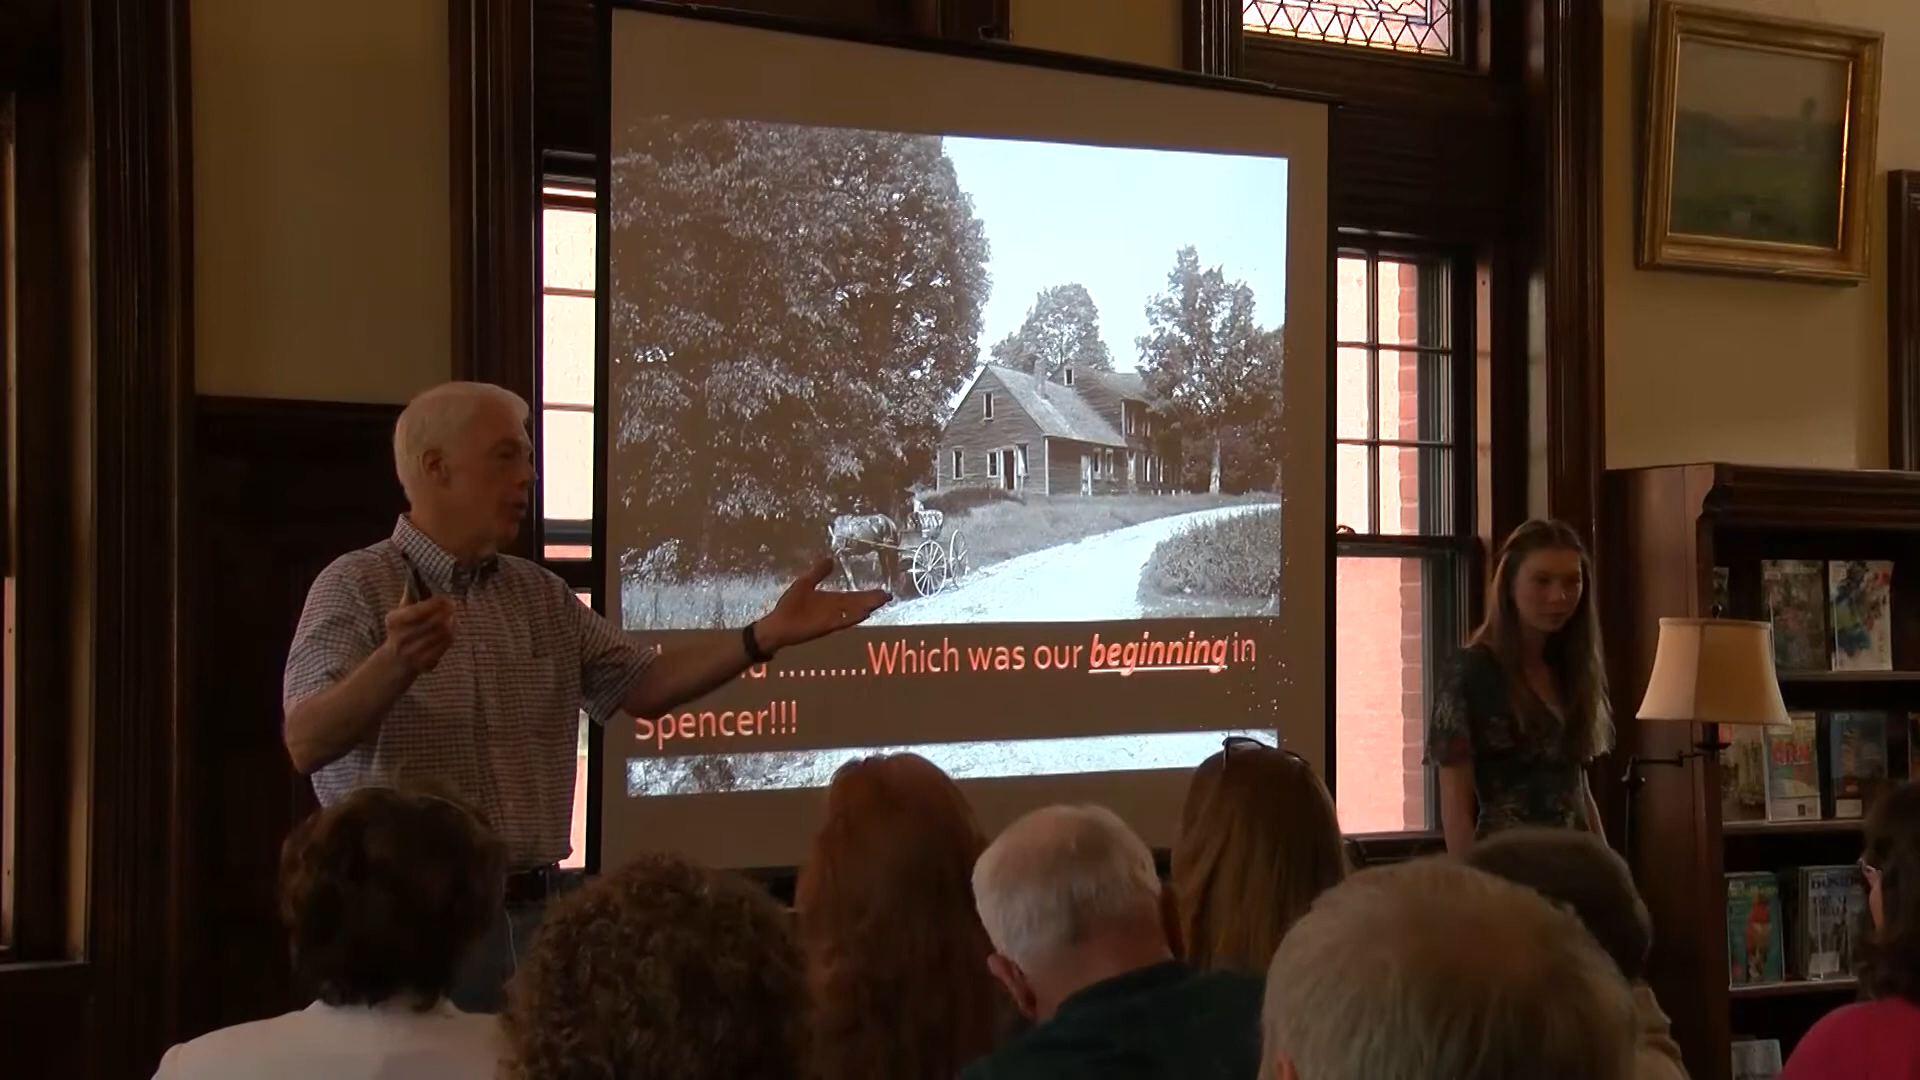 .........Which was our beginning in
Spencer!!!